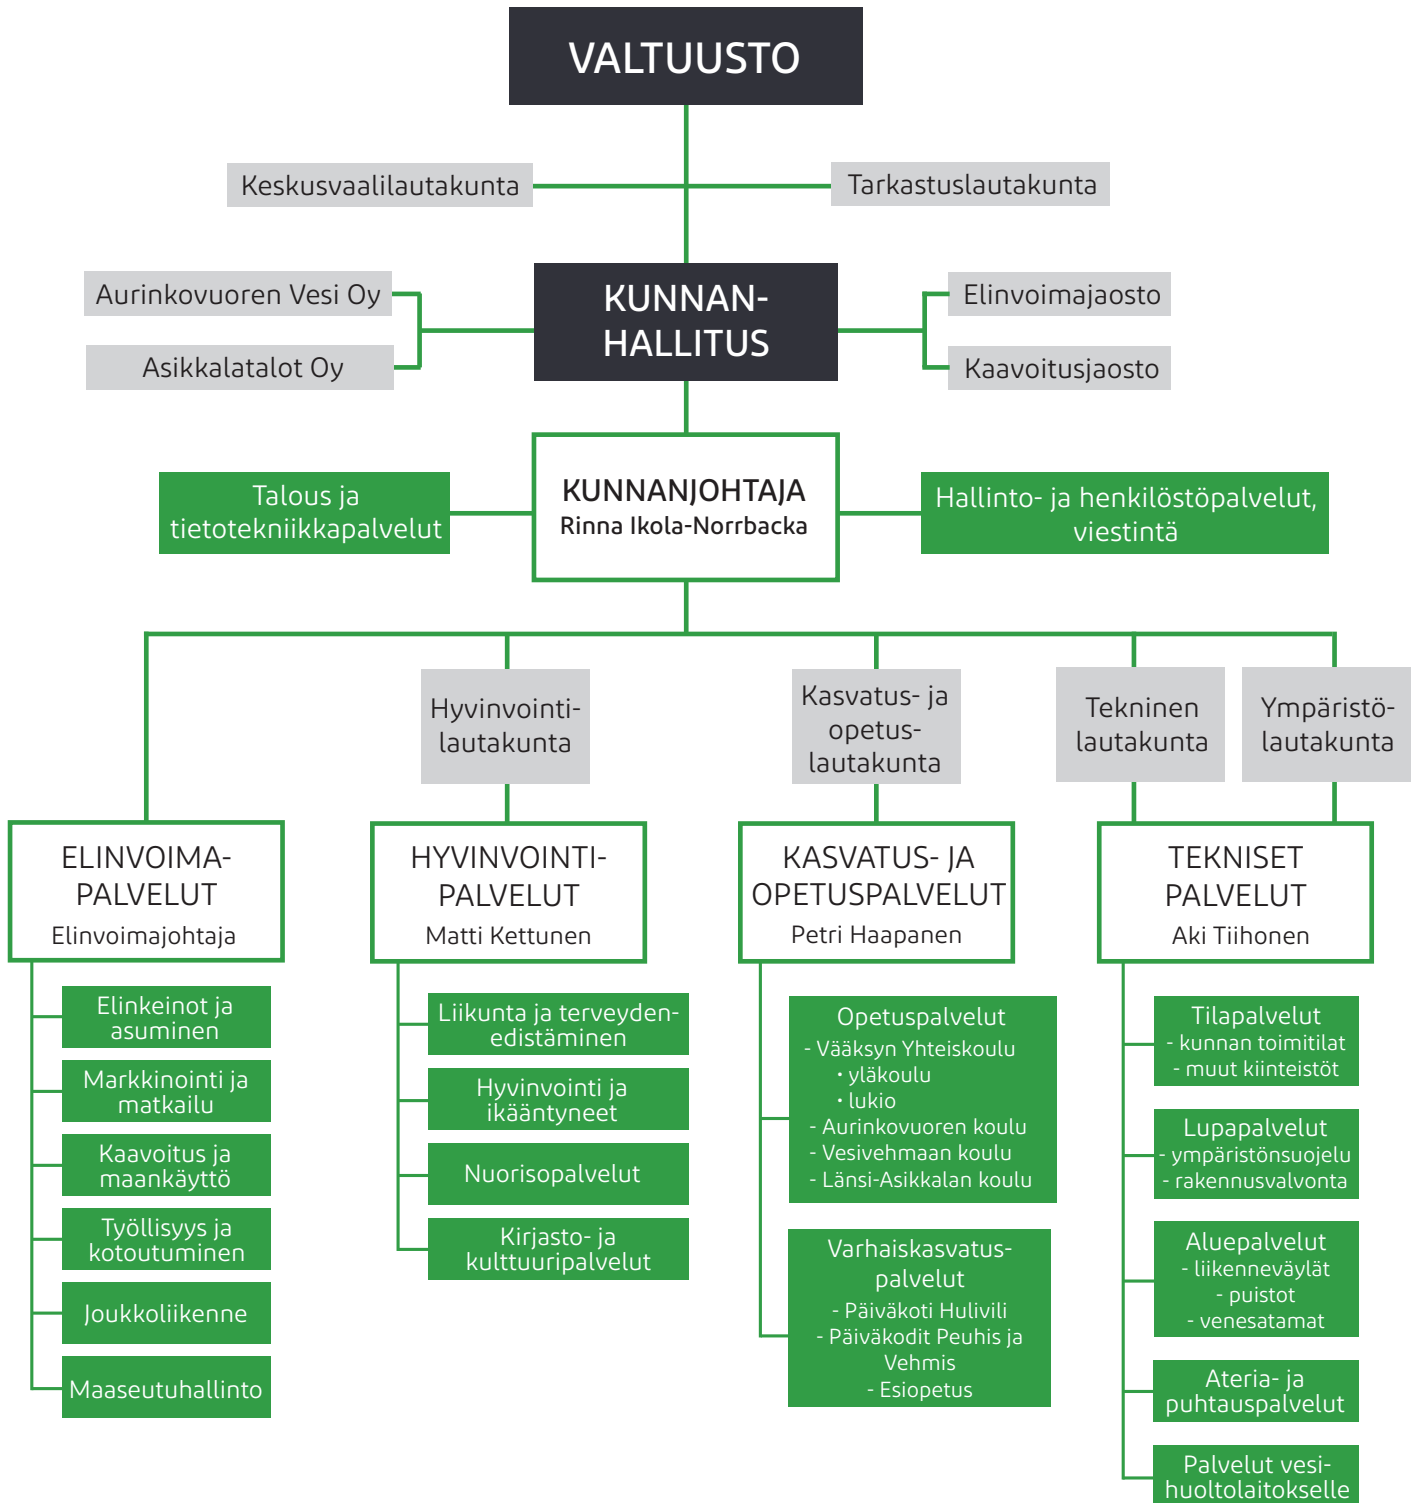 VALTUUSTO
Keskusvaalilautakunta
Tarkastuslautakunta
Aurinkovuoren Vesi Oy
Asikkalatalot Oy
KUNNAN-
HALLITUS
Elinvoimajaosto
Kaavoitusjaosto
Talous ja
tietotekniikkapalvelut
KUNNANJOHTAJA
Rinna Ikola-Norrbacka
Hallinto- ja henkilöstöpalvelut,
viestintä
Hyvinvointi-
lautakunta
Kasvatus- ja
opetus-
lautakunta
Tekninen
lautakunta
Ympäristö-
lautakunta
ELINVOIMA-
PALVELUT
Elinvoimajohtaja
Elinkeinot ja
asuminen
Markkinointi ja
matkailu
Kaavoitus ja
maankäyttö
Työllisyys ja
kotoutuminen
Joukkoliikenne
Maaseutuhallinto
HYVINVOINTI-
PALVELUT
Matti Kettunen
Liikunta ja terveyden-
edistäminen
Hyvinvointi ja
ikääntyneet
Nuorisopalvelut
Kirjasto- ja
kulttuuripalvelut
KASVATUS- JA
OPETUSPALVELUT
Petri Haapanen
Opetuspalvelut
- Vääksyn Yhteiskoulu
• yläkoulu
• lukio
- Aurinkovuoren koulu
- Vesivehmaan koulu
- Länsi-Asikkalan koulu
Varhaiskasvatus-
palvelut
- Päiväkoti Hulivili
- Päiväkodit Peuhis ja
Vehmis
- Esiopetus
TEKNISET
PALVELUT
Aki Tiihonen
Tilapalvelut
- kunnan toimitilat
- muut kiinteistöt
Lupapalvelut
- ympäristönsuojelu
- rakennusvalvonta
Aluepalvelut
- liikenneväylät
- puistot
- venesatamat
Ateria- ja
puhtauspalvelut
Palvelut vesi-
huoltolaitokselle